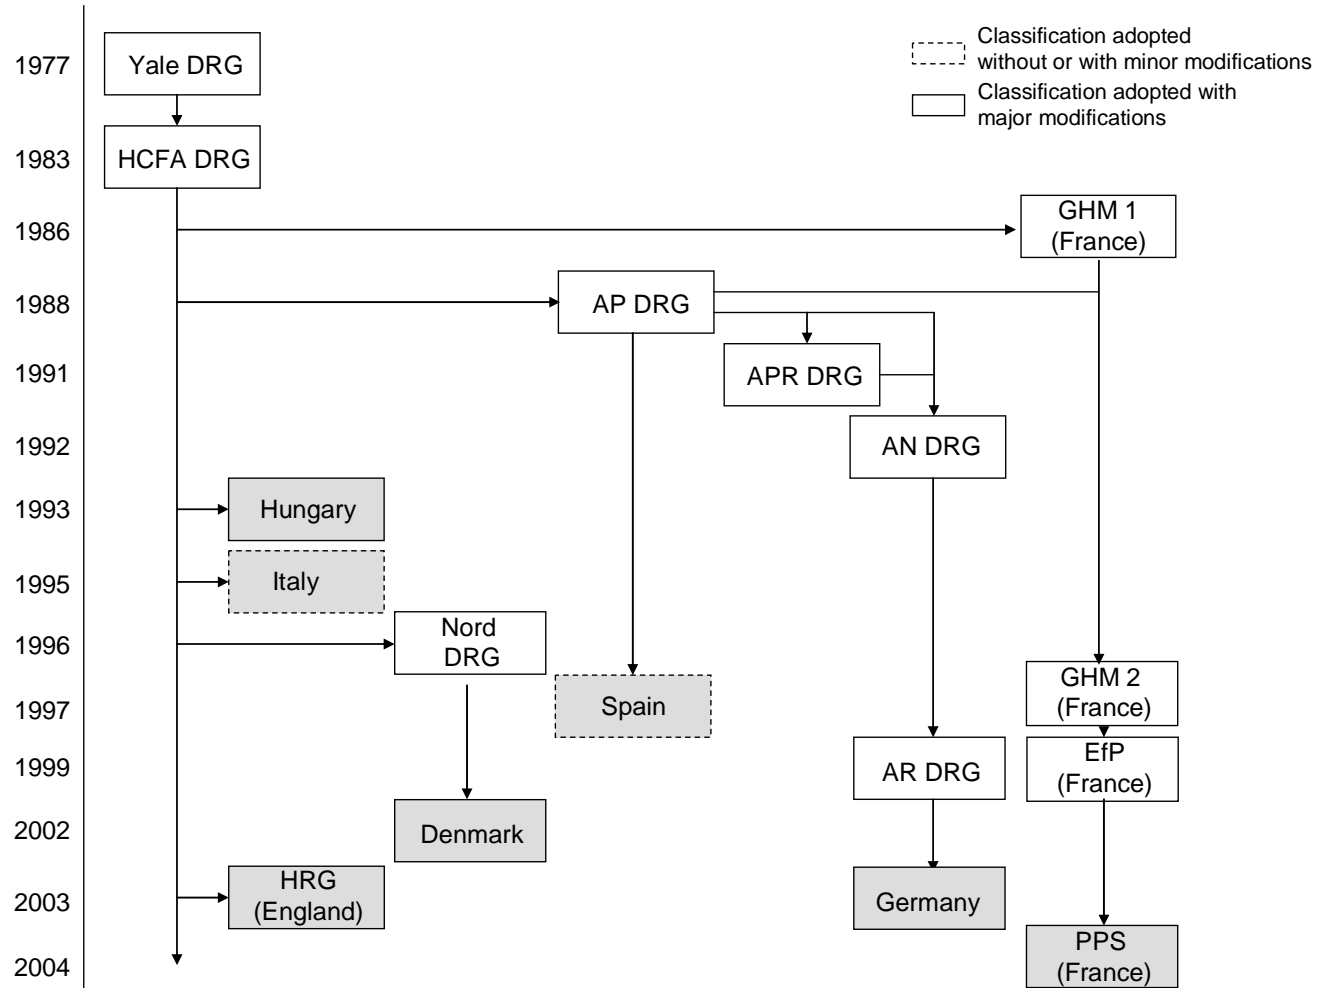 Classification adopted
without or with minor modifications
Classification adopted with
major modifications
1977
Yale DRG
1983
HCFA DRG
1986
GHM 1
(France)
1988
AP DRG
1991
APR DRG
1992
AN DRG
1993
Hungary
1995
Italy
1996
Nord
DRG
1997
Spain
GHM 2
(France)
1999
AR DRG
EfP
(France)
2002
Denmark
2003
HRG
(England)
Germany
2004
PPS
(France)